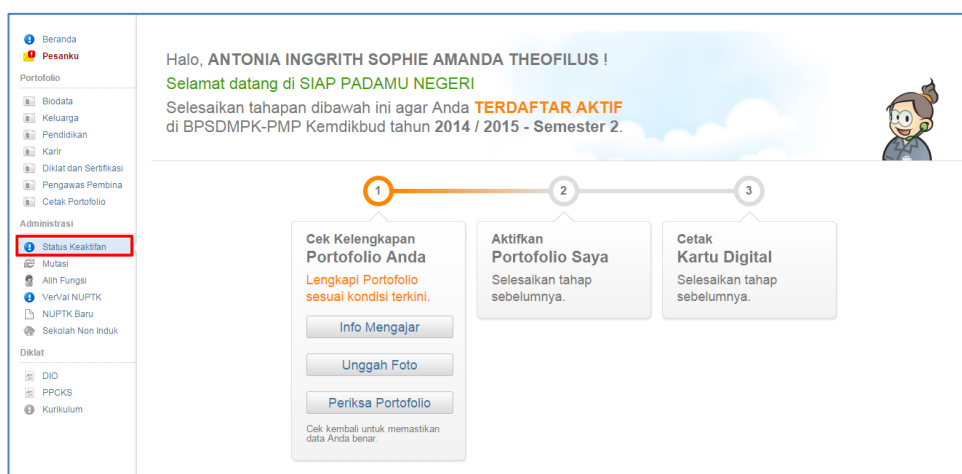 Beranda
Pesanku
Portofolio
Biodata
Keluarga
Pendidikan
Karir
Diklat dan Sertifikasi
Pengawas Pembina
Cetak Portofolio
Administrasi
Status Keaktifan
Mutasi
Alih Fungsi
VerVal NUPTK
NUPTK Baru
Sekolah Non Induk
Diklat
DIO
PPCKS
Kurikulum
Halo, ANTONIA INGGRITH SOPHIE AMANDA THEOFILUS !
Selamat datang di SIAP PADAMU NEGERI
Selesaikan tahapan dibawah ini agar Anda TERDAFTAR AKTIF
di BPSDMPK-PMP Kemdikbud tahun 2014 / 2015 - Semester 2.
1
Cek Kelengkapan
Portofolio Anda
Lengkapi Portofolio
sesuai kondisi terkini.
Info Mengajar
Unggah Foto
Periksa Portofolio
Cek kembali untuk memastikan
data Anda benar.
2
Aktifkan
Portofolio Saya
Selesaikan tahap
sebelumnya.
3
Cetak
Kartu Digital
Selesaikan tahap
sebelumnya.